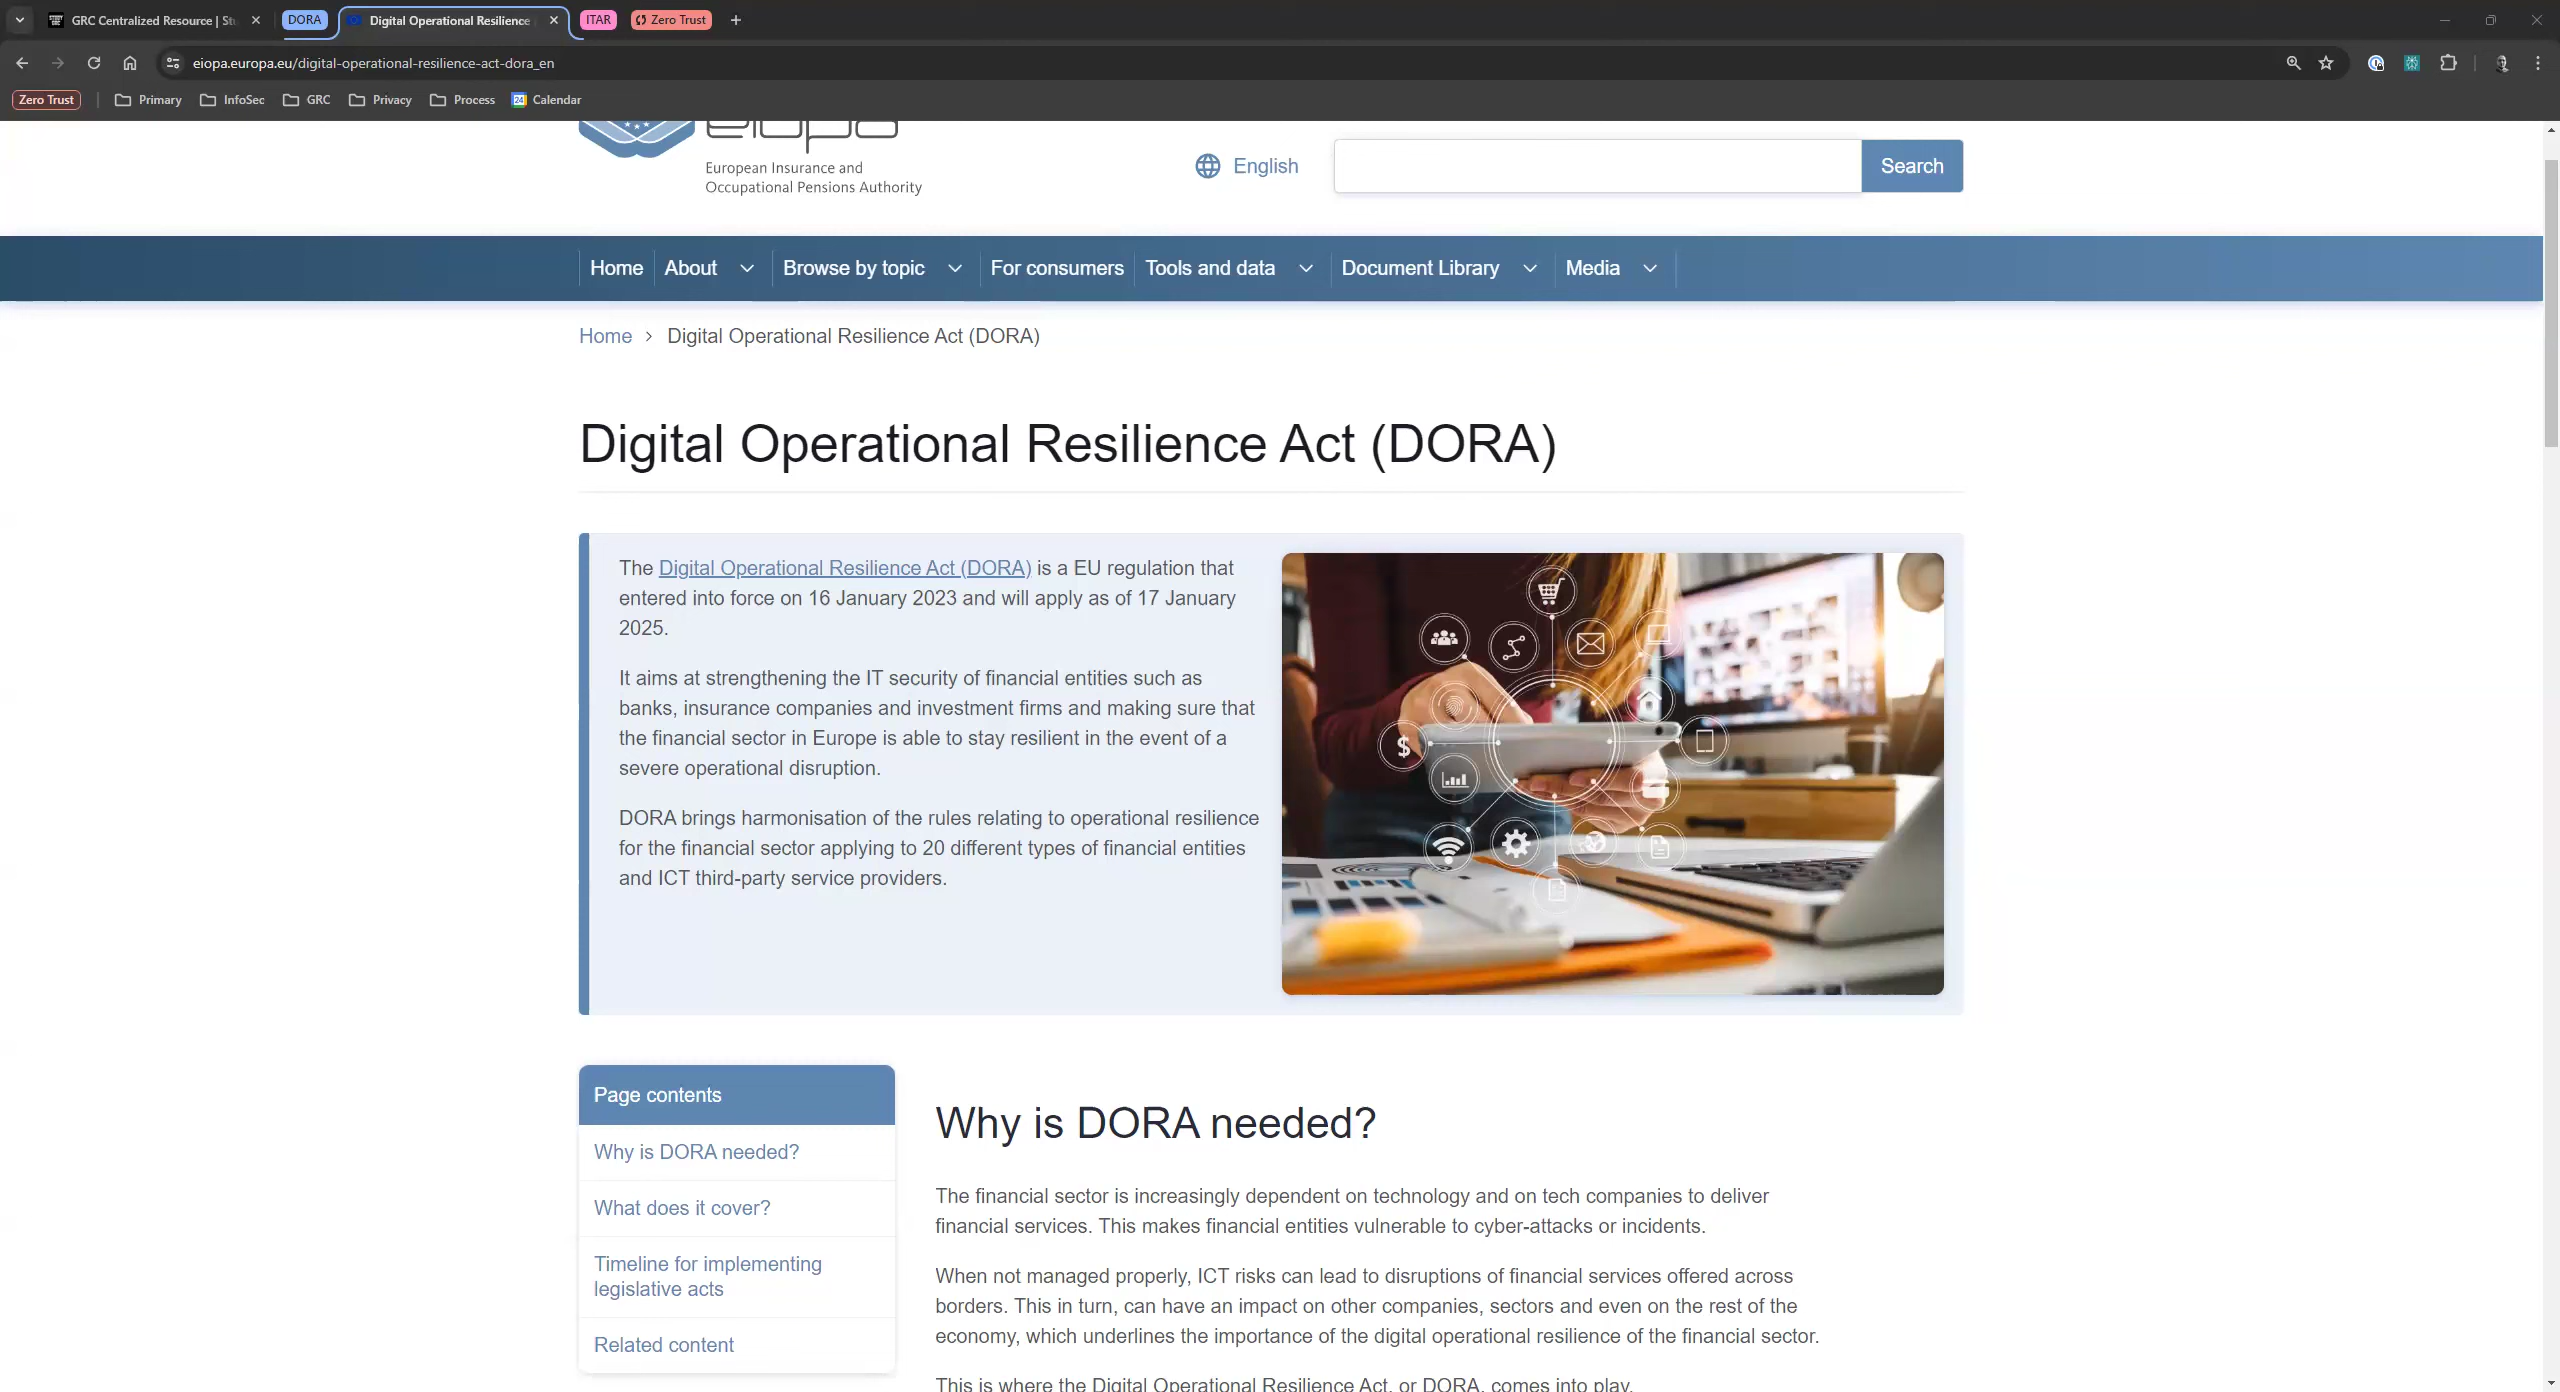 GRC Centralized Resource | St
DORA
Digital Operational Resilience
ITAR
Zero Trust
eiopa.europa.eu/digital-operational-resilience-act-dora_en
Zero Trust
Primary
InfoSec
GRC
Privacy
Process
24
Calendar
European Insurance and
Occupational Pensions Authority
English
Search
Home
About
Browse by topic
For consumers
Tools and data
Document Library
Media
Home > Digital Operational Resilience Act (DORA)
Digital Operational Resilience Act (DORA)
The Digital Operational Resilience Act (DORA) is a EU regulation that
entered into force on 16 January 2023 and will apply as of 17 January
2025.
It aims at strengthening the IT security of financial entities such as
banks, insurance companies and investment firms and making sure that
the financial sector in Europe is able to stay resilient in the event of a
severe operational disruption.
DORA brings harmonisation of the rules relating to operational resilience
for the financial sector applying to 20 different types of financial entities
and ICT third-party service providers.
$
Page contents
Why is DORA needed?
What does it cover?
Timeline for implementing
legislative acts
Related content
Why is DORA needed?
The financial sector is increasingly dependent on technology and on tech companies to deliver
financial services. This makes financial entities vulnerable to cyber-attacks or incidents.
When not managed properly, ICT risks can lead to disruptions of financial services offered across
borders. This in turn, can have an impact on other companies, sectors and even on the rest of the
economy, which underlines the importance of the digital operational resilience of the financial sector.
This is where the Digital Operational Resilience Act, or DORA, comes into play.